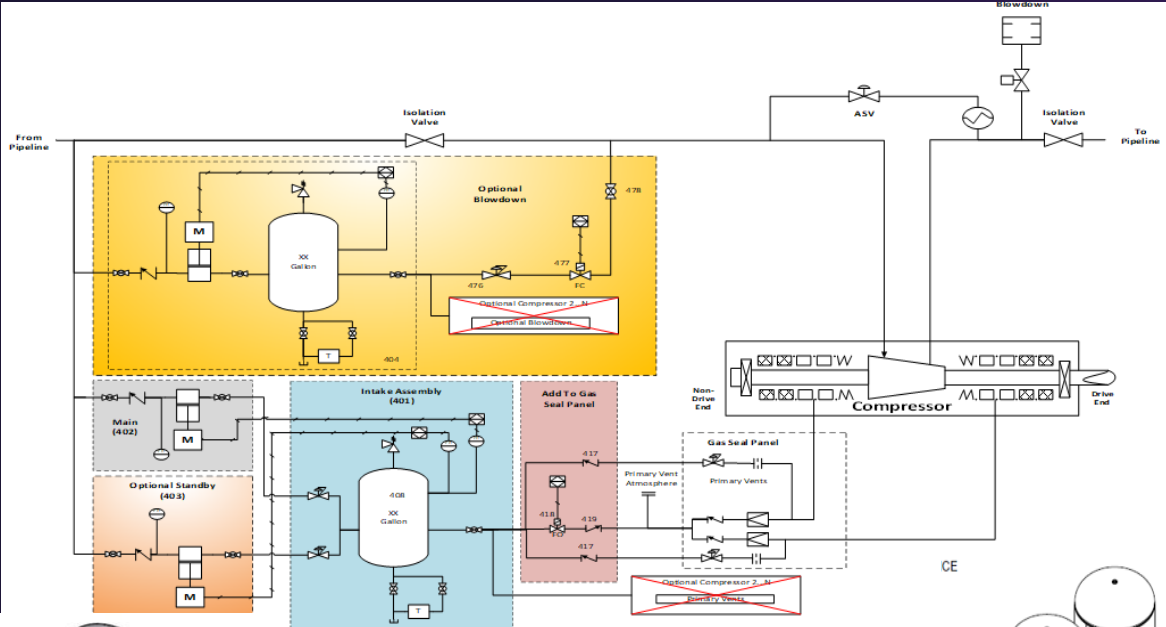 Blowdown
Isolation
Valve
ASV
Isolation
Valve
From
Pipeline
To
Pipeline
Optional
Blowdown
478
M
XX
Gallon
477
476
FC
Optional Compressor 2 - N
Optional Blowdown
T
404
Intake Assembly
(401)
Add To Gas
Seal Panel
Non-
Drive
End
Compressor
Drive
End
Main
(402)
M
Gas Seal Panel
417
Primary Vent
Atmosphere
Primary Vents
Optional Standby
(403)
408
XX
Gallon
418
419
FO
417
M
T
CE
Optional Compressor 2 - N
Primary Vents